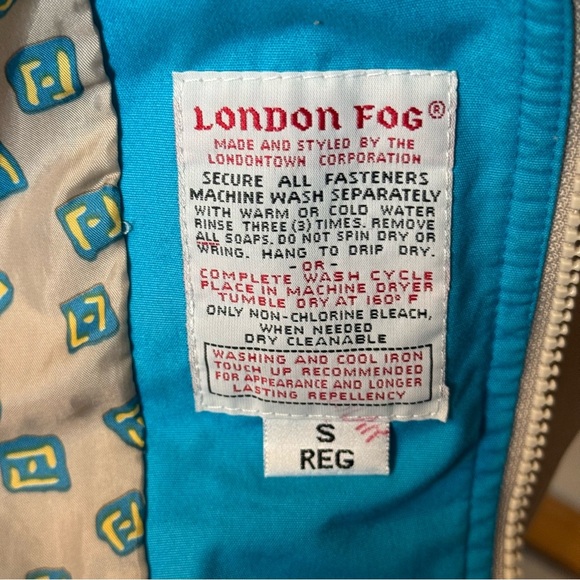 LONDON FOG®
MADE AND STYLED BY THE
LONDONTOWN CORPORATION
SECURE ALL FASTENERS
MACHINE WASH SEPARATELY
WITH WARM OR COLD WATER
RINSE THREE (3) TIMES. REMOVE
ALL SOAPS. DO NOT SPIN DRY OR
WRING. HANG TO DRIP DRY.
-OR-
COMPLETE WASH CYCLE
PLACE IN MACHINE DRYER
TUMBLE DRY AT 160° F
ONLY NON-CHLORINE BLEACH,
WHEN NEEDED
DRY CLEANABLE
WASHING AND COOL IRON
TOUCH UP RECOMMENDED
FOR APPEARANCE AND LONGER
LASTING REPELLENCY
S
REG